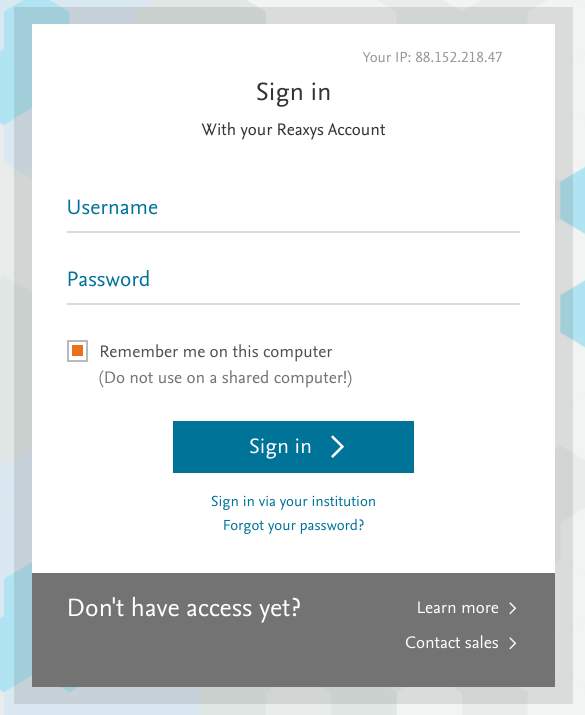 Your IP: 88.152.218.47
Sign in
With your Reaxys Account
Username
Password
Remember me on this computer
(Do not use on a shared computer!)
Sign in
Sign in via your institution
Forgot your password?
Don't have access yet?
Learn more
Contact sales